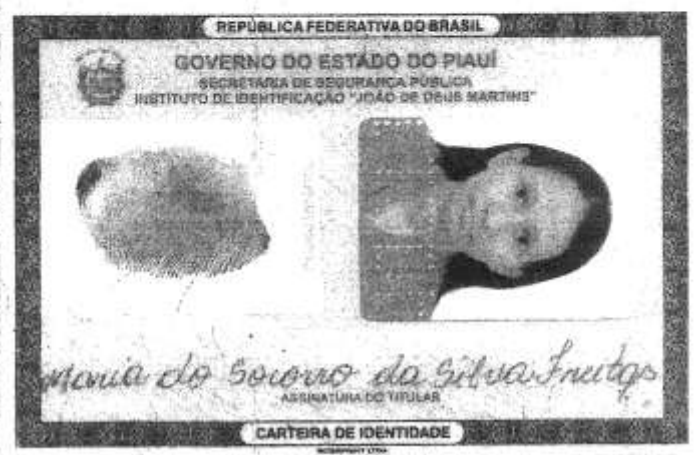 REPÚBLICA FEDERATIVA DO BRASIL
GOVERNO DO ESTADO DO PIAUÍ
SECRETARIA DE SEGURANÇA PÚBLICA
INSTITUTO DE IDENTIFICAÇÃO "JOÃO DE DEUS MARTINS"
Maria do Socorro da Silva Freitas
ASSINATURA DO TITULAR
CARTEIRA DE IDENTIDADE